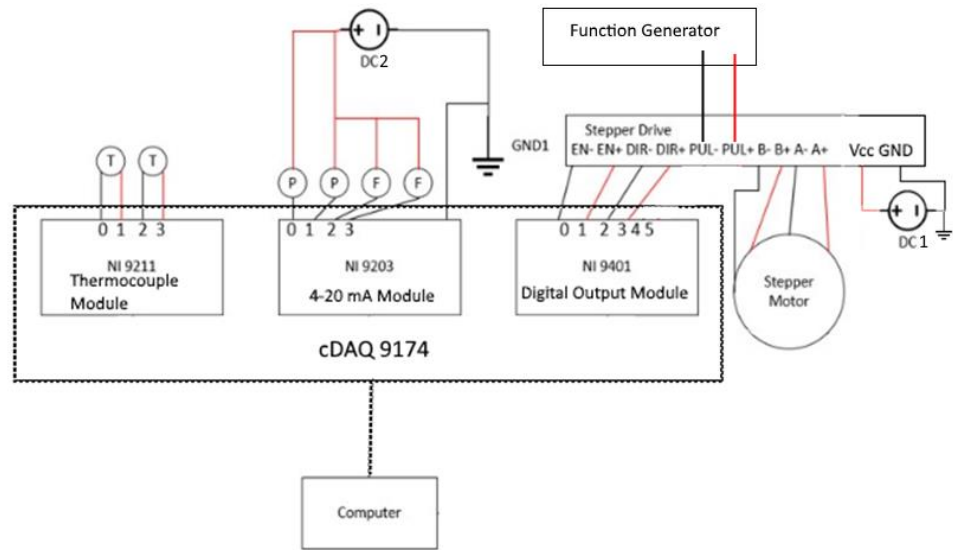 Function Generator
+ -
DC2
GND1
Stepper Drive
EN- EN+ DIR- DIR+ PUL- PUL+ B- B+ A- A+ Vcc GND
T T
P P F F
+ -
DC 1
0 1 2 3
0 1 2 3
0 1 2 3 4 5
NI 9211
Thermocouple
Module
NI 9203
4-20 mA Module
NI 9401
Digital Output Module
Stepper
Motor
cDAQ 9174
Computer